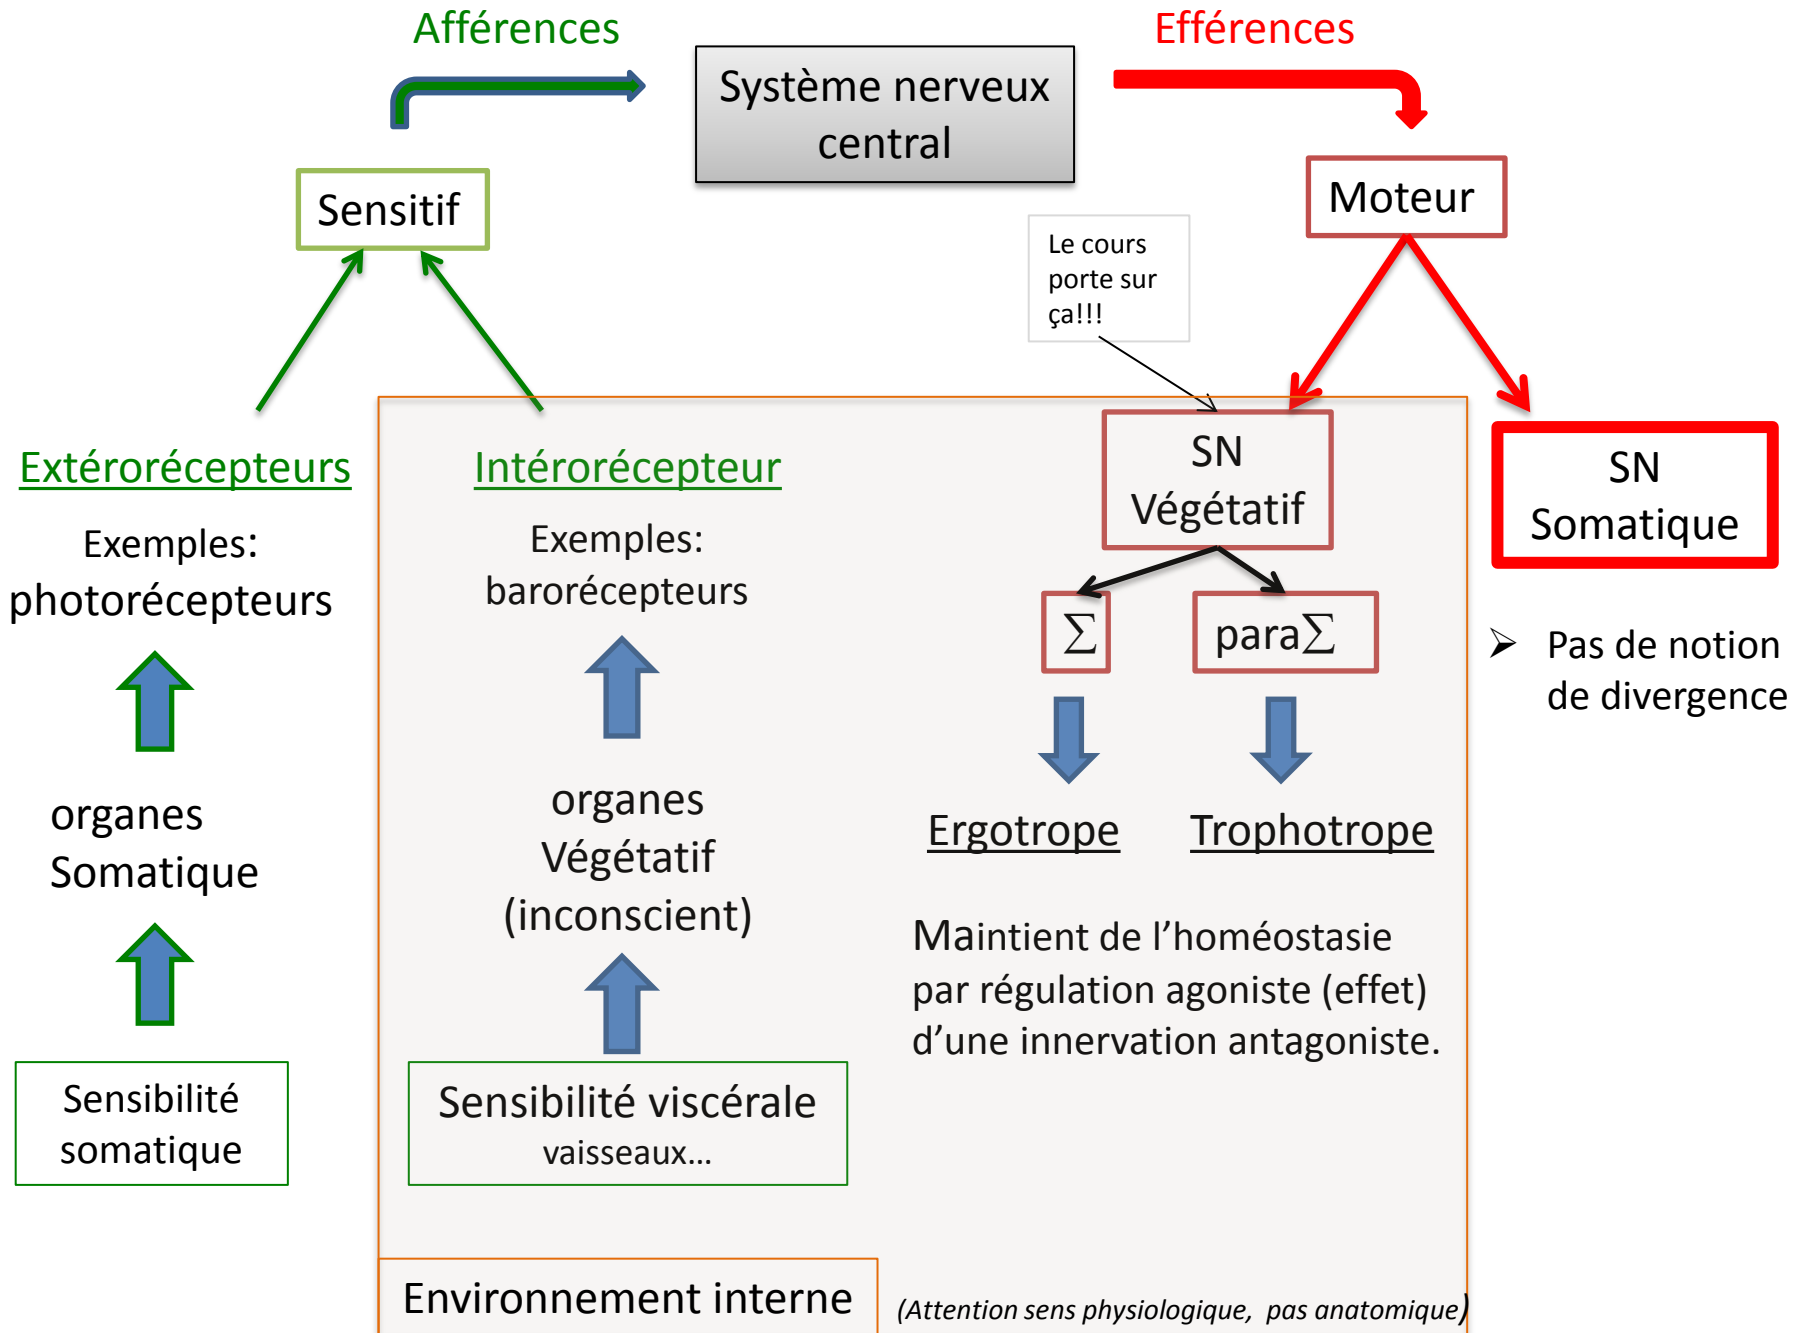 Afférences
Efférences
Système nerveux
central
Sensitif
Moteur
Le cours
porte sur
ça!!!
Extérorécepteurs
Exemples:
photorécepteurs
organes
Somatique
Sensibilité
somatique
Intérorécepteur
Exemples:
barorécepteurs
organes
Végétatif
(inconscient)
Sensibilité viscérale
vaisseaux...
SN
Végétatif
∑
para∑
Ergotrope
Trophotrope
Maintient de l’homéostasie
par régulation agoniste (effet)
d’une innervation antagoniste.
SN
Somatique
➢ Pas de notion
de divergence
Environnement interne
(Attention sens physiologique, pas anatomique)